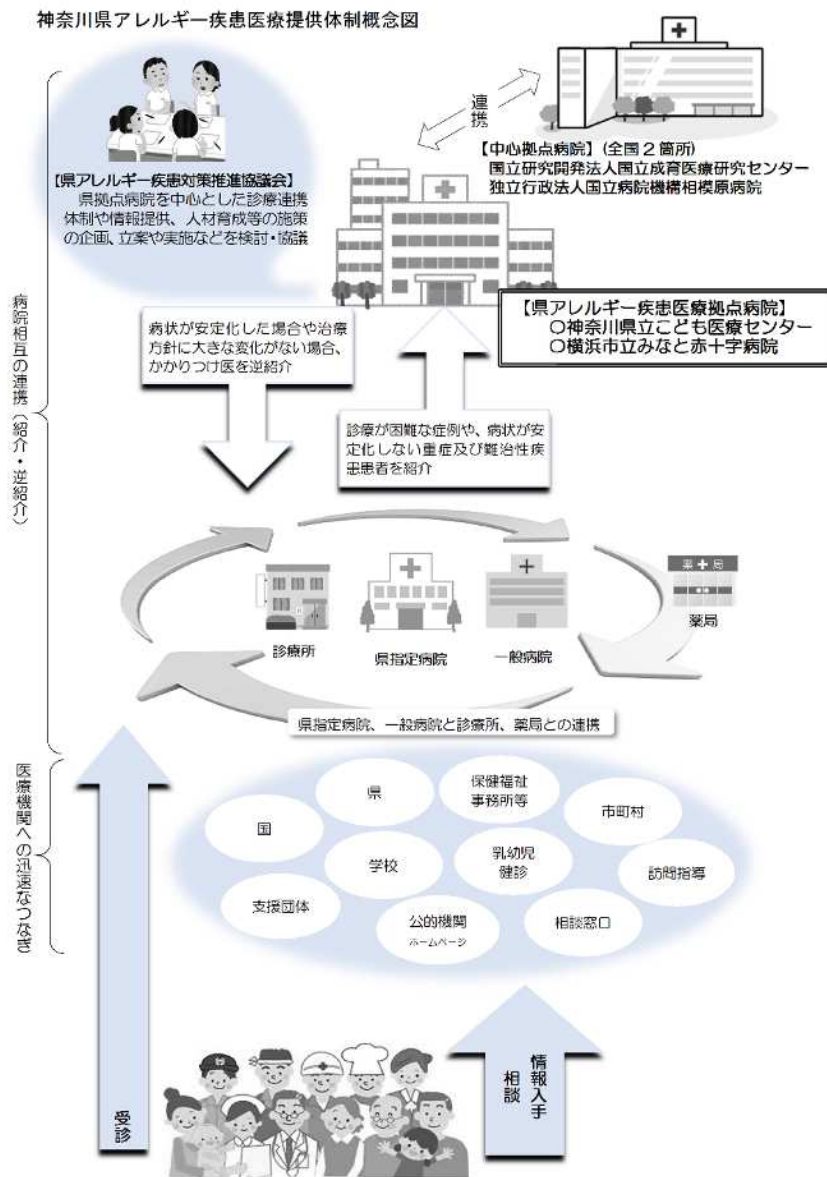 神奈川県アレルギー疾患医療提供体制概念図
連携
【中心拠点病院】(全国2箇所)
国立研究開発法人国立成育医療研究センター
独立行政法人国立病院機構相模原病院
【県アレルギー疾患対策推進協議会】
県拠点病院を中心とした診療連携
体制や情報提供、人材育成等の施策
の企画、立案や実施などを検討・協議
【県アレルギー疾患医療拠点病院】
〇神奈川県立こども医療センター
〇横浜市立みなと赤十字病院
病院相互の連携(紹介・逆紹介)
病状が安定化した場合や治療
方針に大きな変化がない場合、
かかりつけ医を逆紹介
診療が困難な症例や、病状が安
定化しない重症及び難治性疾
患患者を紹介
薬+局
診療所
県指定病院
一般病院
薬局
県指定病院、一般病院と診療所、薬局との連携
医療機関への迅速なつなぎ
国
県
保健福祉
事務所等
市町村
学校
乳幼児
健診
訪問指導
支援団体
公的機関
ホームページ
相談窓口
受診
情報入手
相談